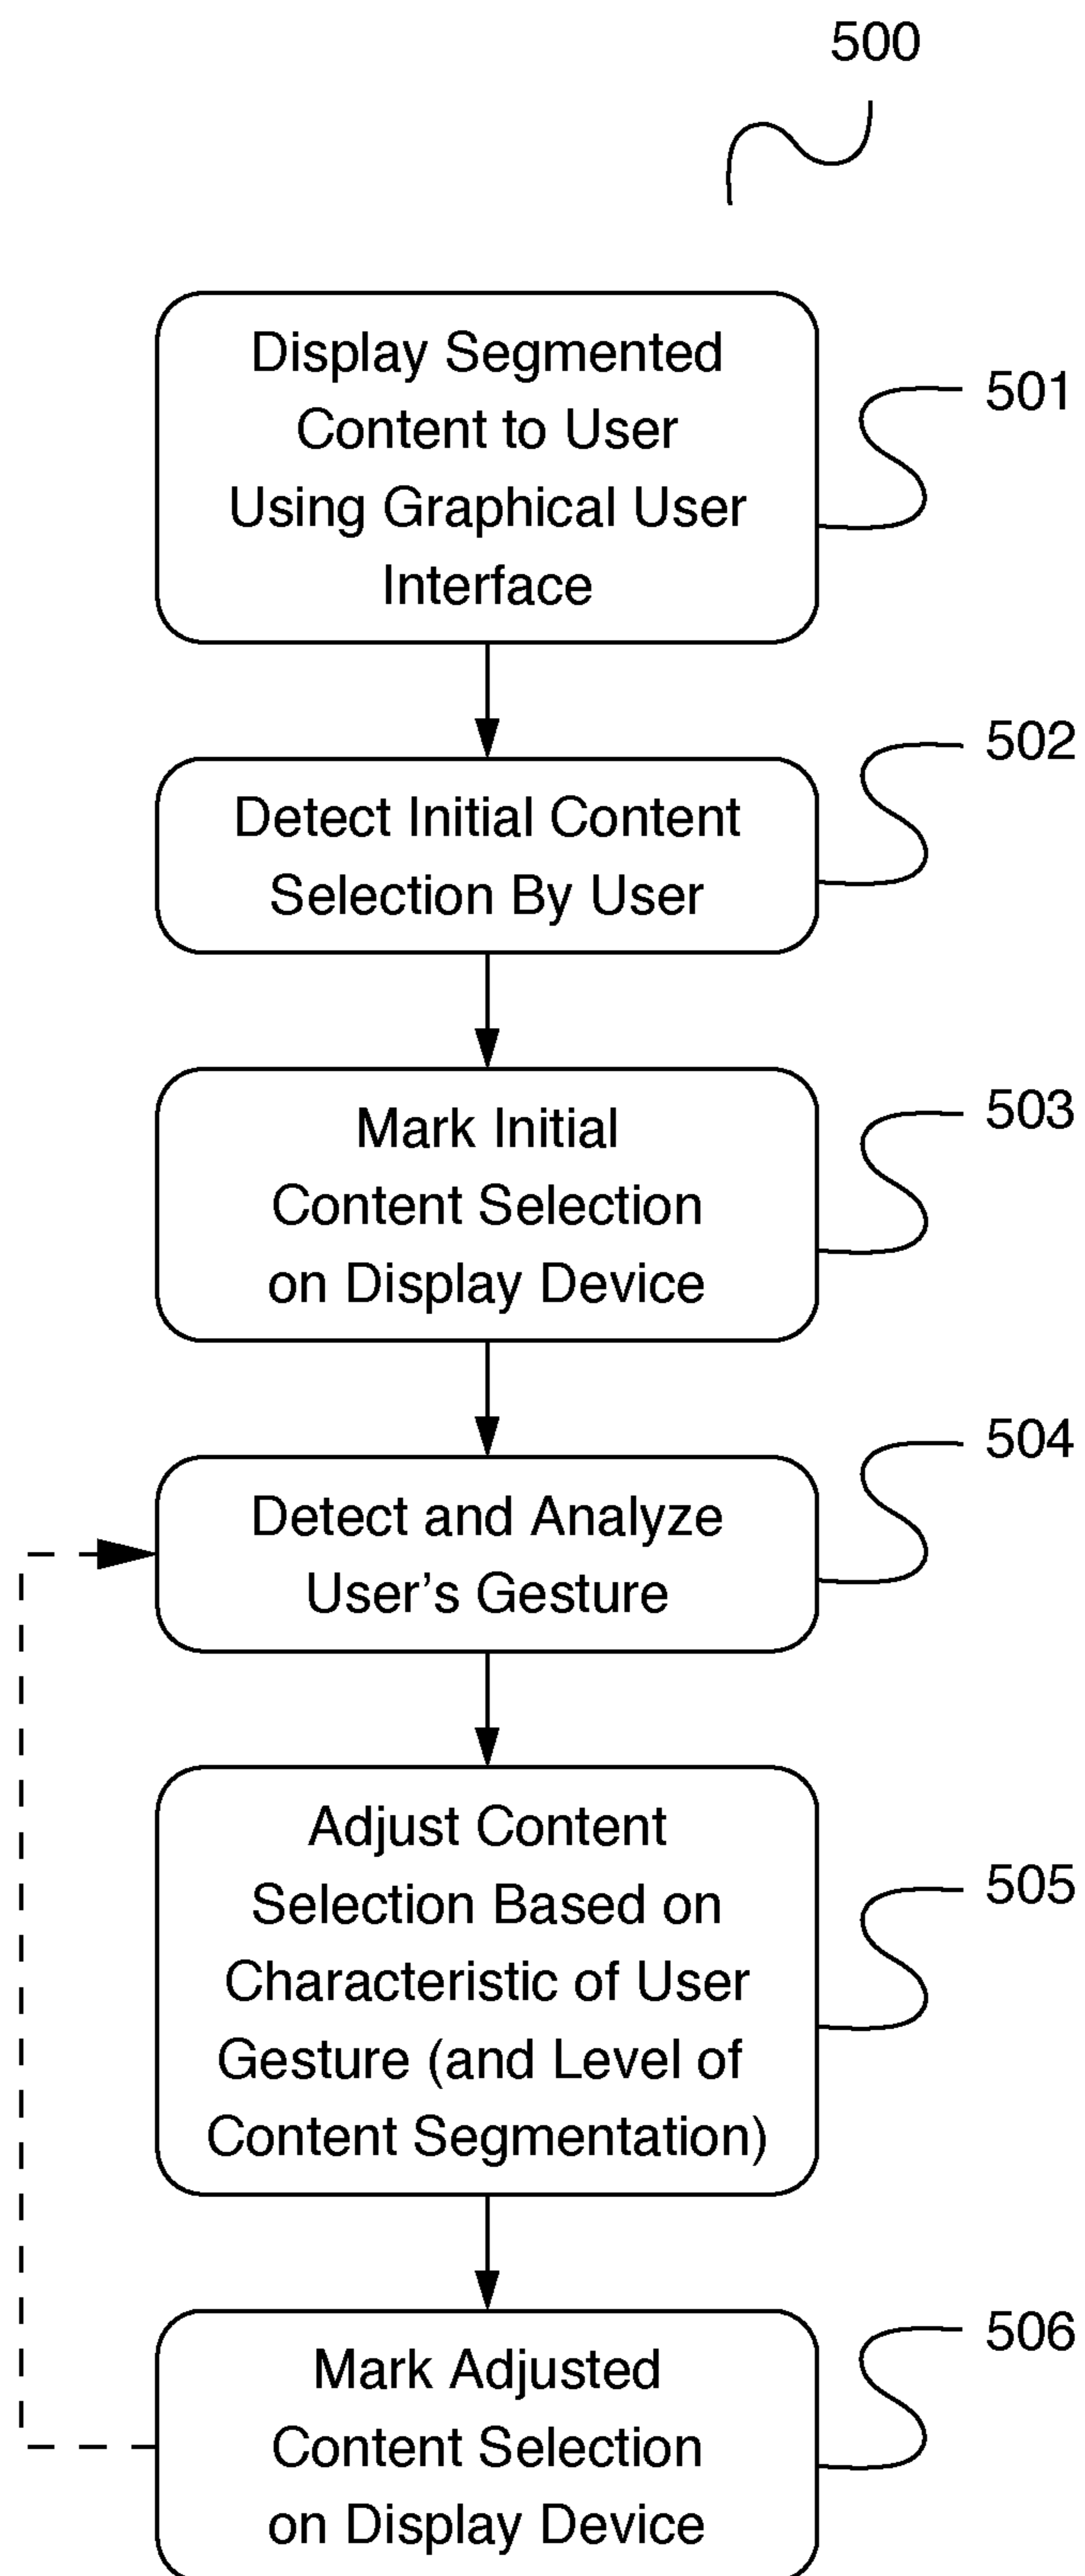 500
Display Segmented
Content to User
Using Graphical User
Interface
501
Detect Initial Content
Selection By User
502
Mark Initial
Content Selection
on Display Device
503
Detect and Analyze
User's Gesture
504
Adjust Content
Selection Based on
Characteristic of User
Gesture (and Level of
Content Segmentation)
505
Mark Adjusted
Content Selection
on Display Device
506